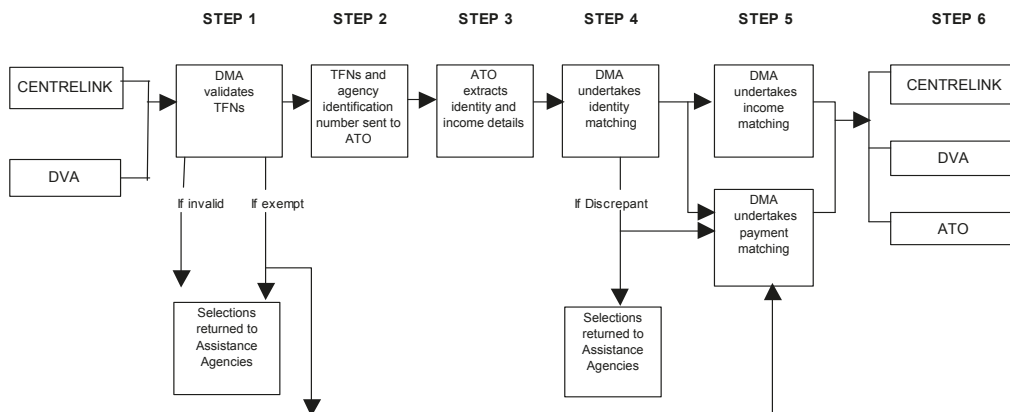 STEP 1
STEP 2
STEP 3
STEP 4
STEP 5
STEP 6
CENTRELINK
DVA
DMA
validates
TFNs
TFNs and
agency
identification
number sent to
ATO
ATO
extracts
identity and
income details
DMA
undertakes
identity
matching
DMA
undertakes
income
matching
CENTRELINK
DVA
ATO
If invalid
If exempt
If Discrepant
DMA
undertakes
payment
matching
Selections
returned to
Assistance
Agencies
Selections
returned to
Assistance
Agencies